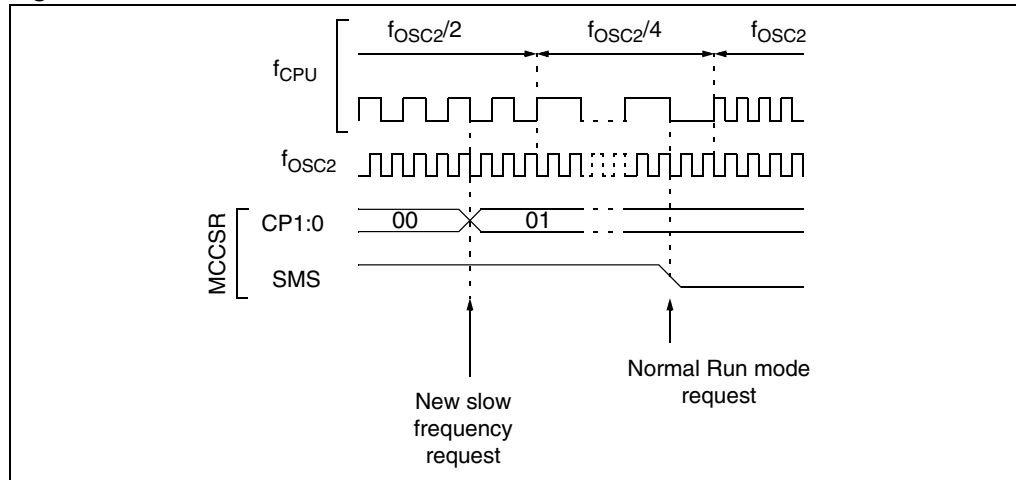 fOSC2/2 fOSC2/4 fOSC2
fCPU
fOSC2
MCCSR
CP1:0 00 01
SMS
New slow
frequency
request
Normal Run mode
request